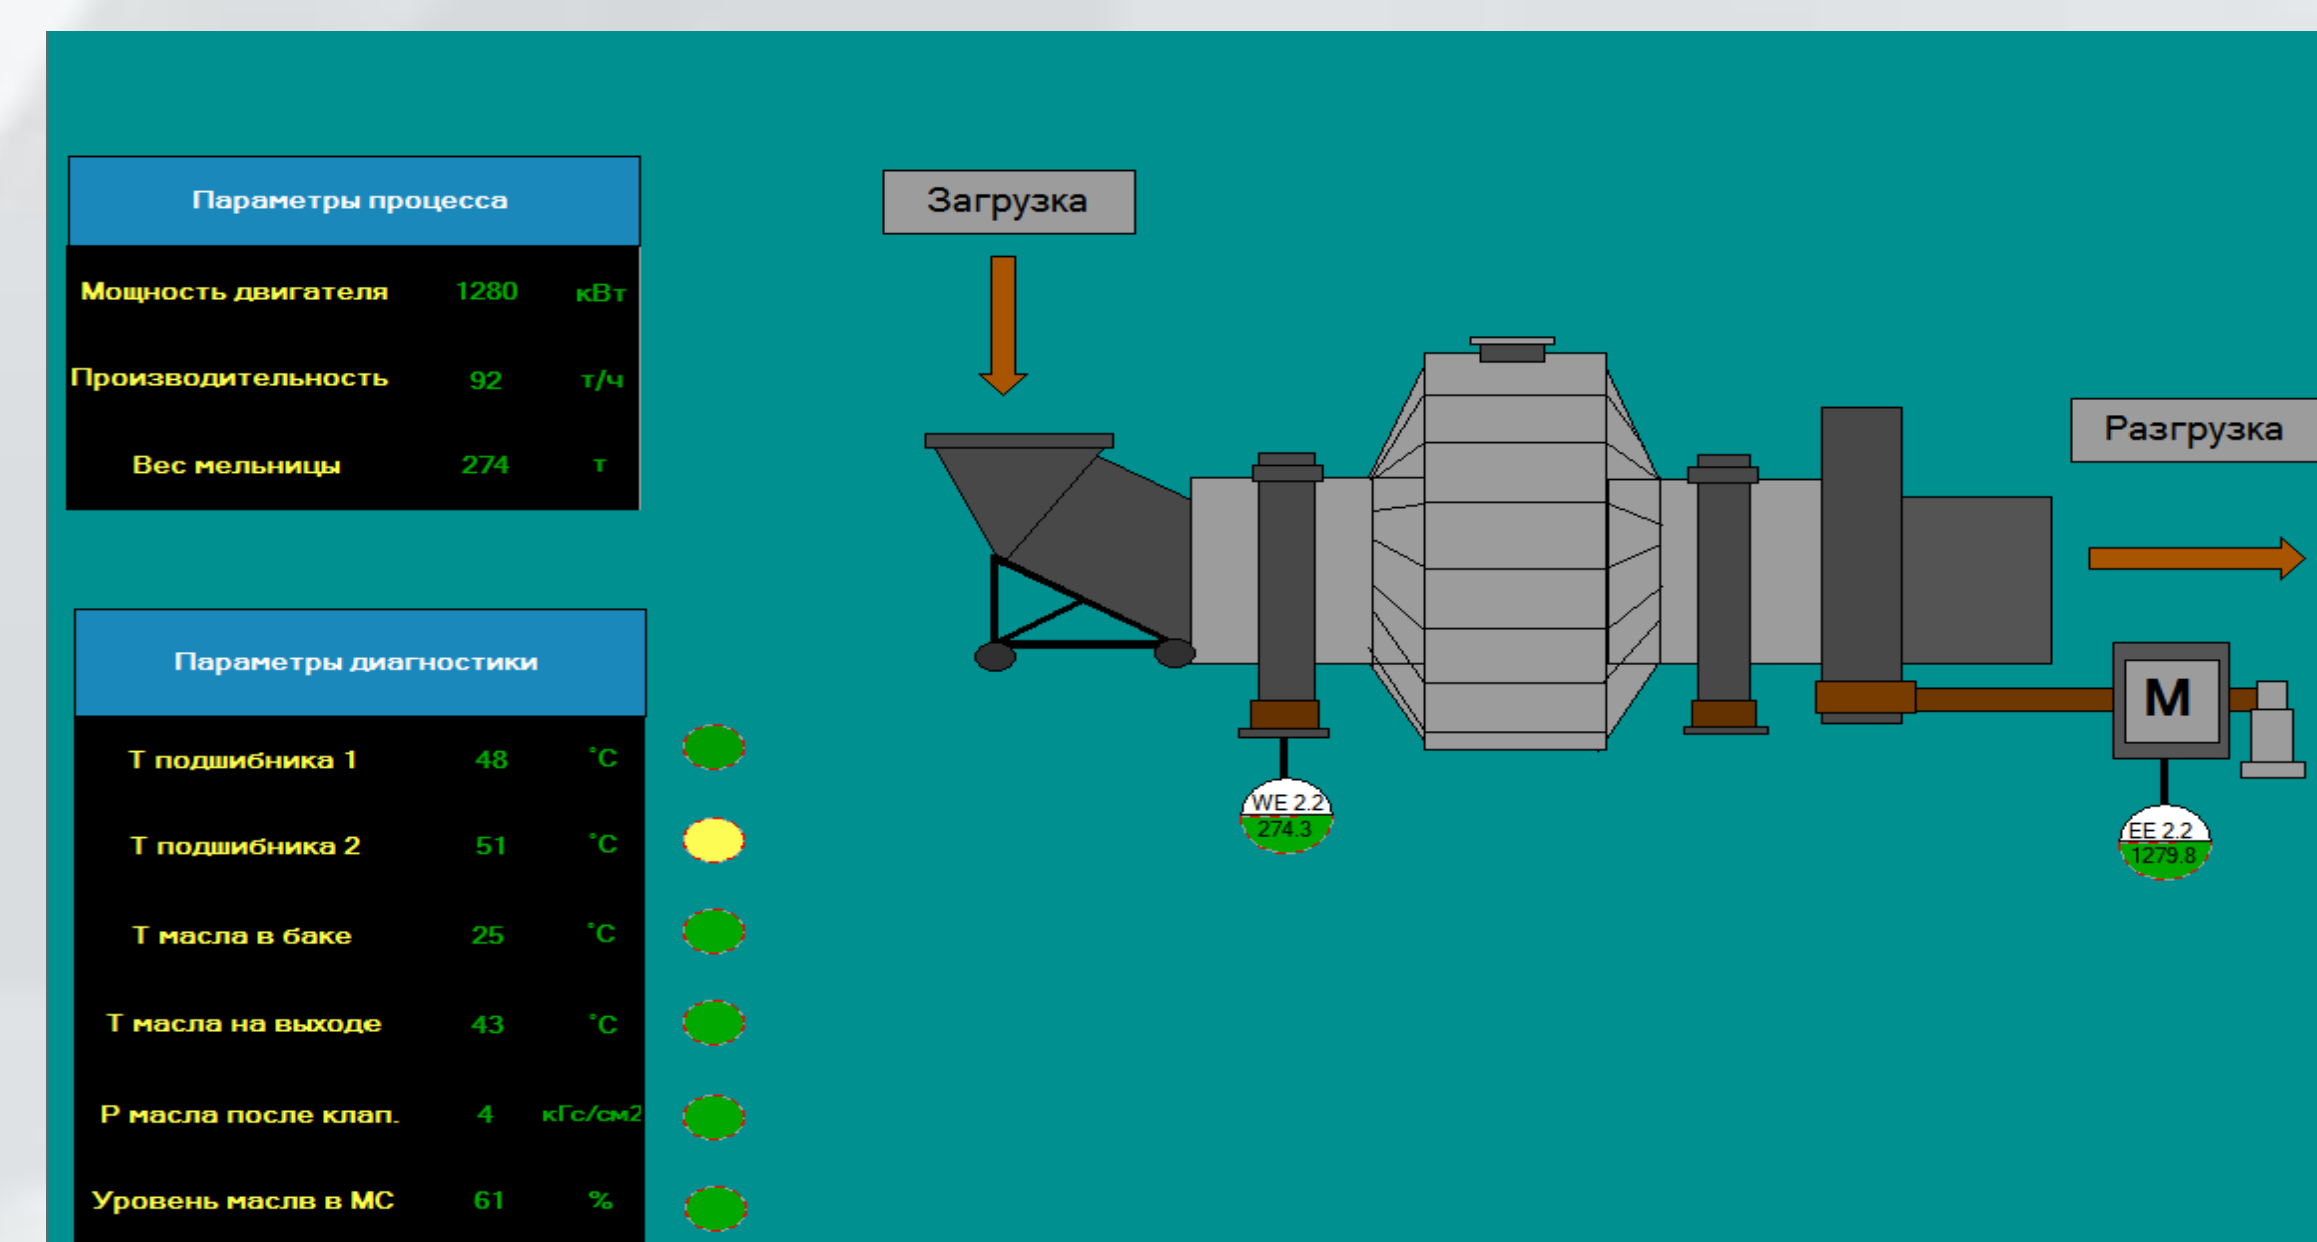 Параметры процесса
Мощность двигателя 1280 кВт
Производительность 92 т/ч
Вес мельницы 274 т
Параметры диагностики
Т подшибника 1 48 °С
Т подшибника 2 51 °С
Т масла в баке 25 °С
Т масла на выходе 43 °С
Р масла после клап. 4 кГс/см2
Уровень маслв в МС 61 %
Загрузка
Разгрузка
M
WE 2.2
274.3
EE 2.2
1279.8